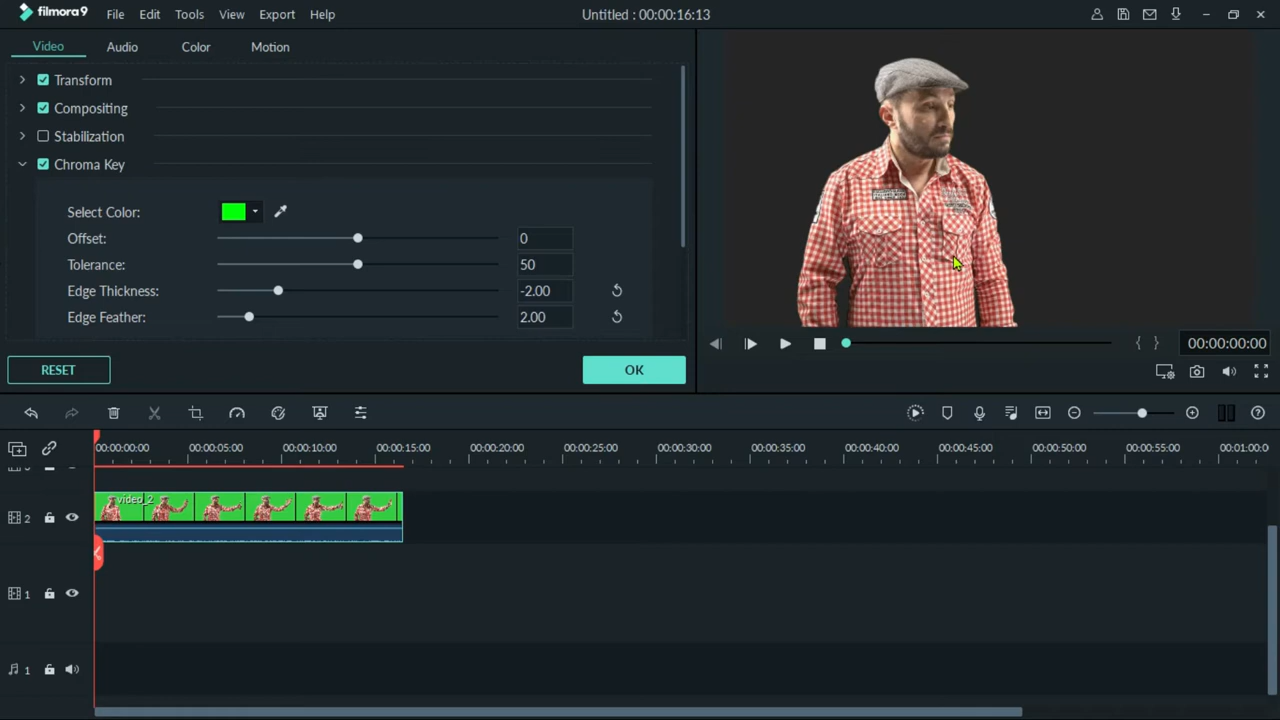 filmora9 File Edit Tools View Export Help Untitled : 00:00:16:13
Video Audio Color Motion
Transform
Compositing
Stabilization
Chroma Key
Select Color:
Offset: 0
Tolerance: 50
Edge Thickness: -2.00
Edge Feather: 2.00
RESET OK
{ } 00:00:00:00
00:00:00:00 00:00:05:00 00:00:10:00 00:00:15:00 00:00:20:00 00:00:25:00 00:00:30:00 00:00:35:00 00:00:40:00 00:00:45:00 00:00:50:00 00:00:55:00 00:01:00:0
video_2
2
1
1